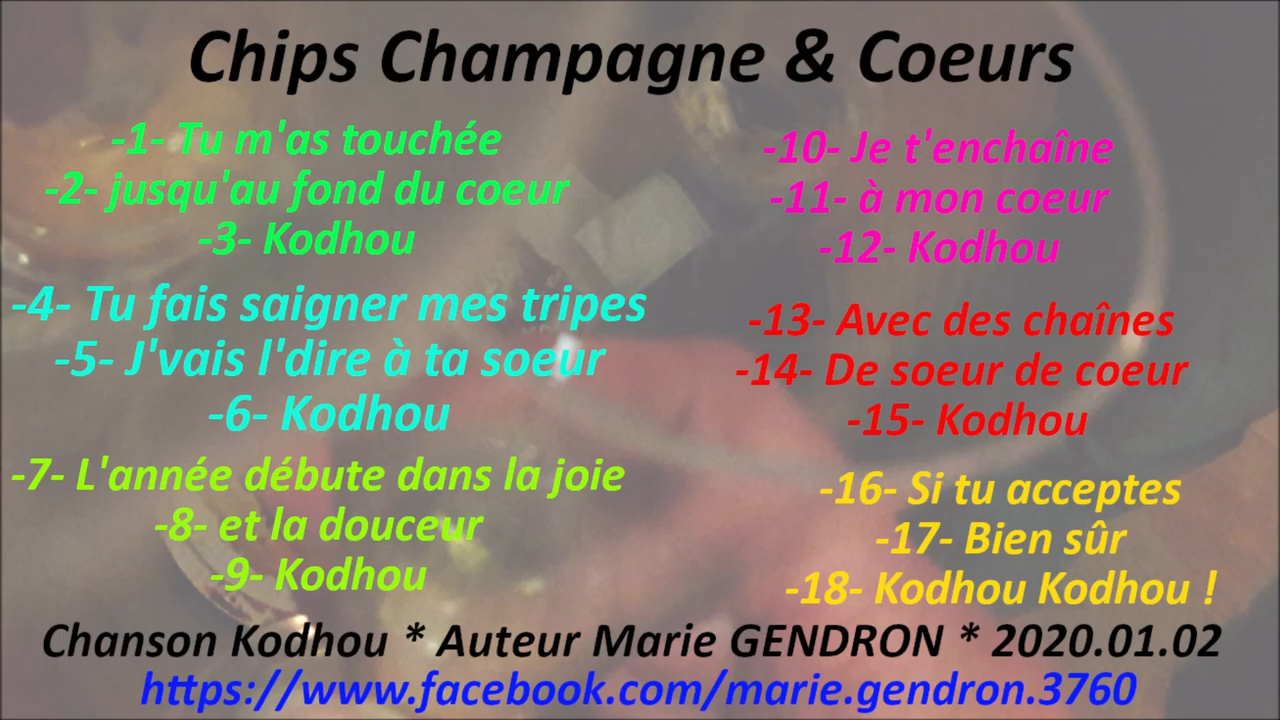 Chips Champagne & Coeurs
-1- Tu m'as touchée
-2- jusqu'au fond du coeur
-3- Kodhou
-4- Tu fais saigner mes tripes
-5- J'vais l'dire à ta soeur
-6- Kodhou
-7- L'année débute dans la joie
-8- et la douceur
-9- Kodhou
-10- Je t'enchaîne
-11- à mon coeur
-12- Kodhou
-13- Avec des chaînes
-14- De soeur de coeur
-15- Kodhou
-16- Si tu acceptes
-17- Bien sûr
-18- Kodhou Kodhou !
Chanson Kodhou * Auteur Marie GENDRON * 2020.01.02
https://www.facebook.com/marie.gendron.3760